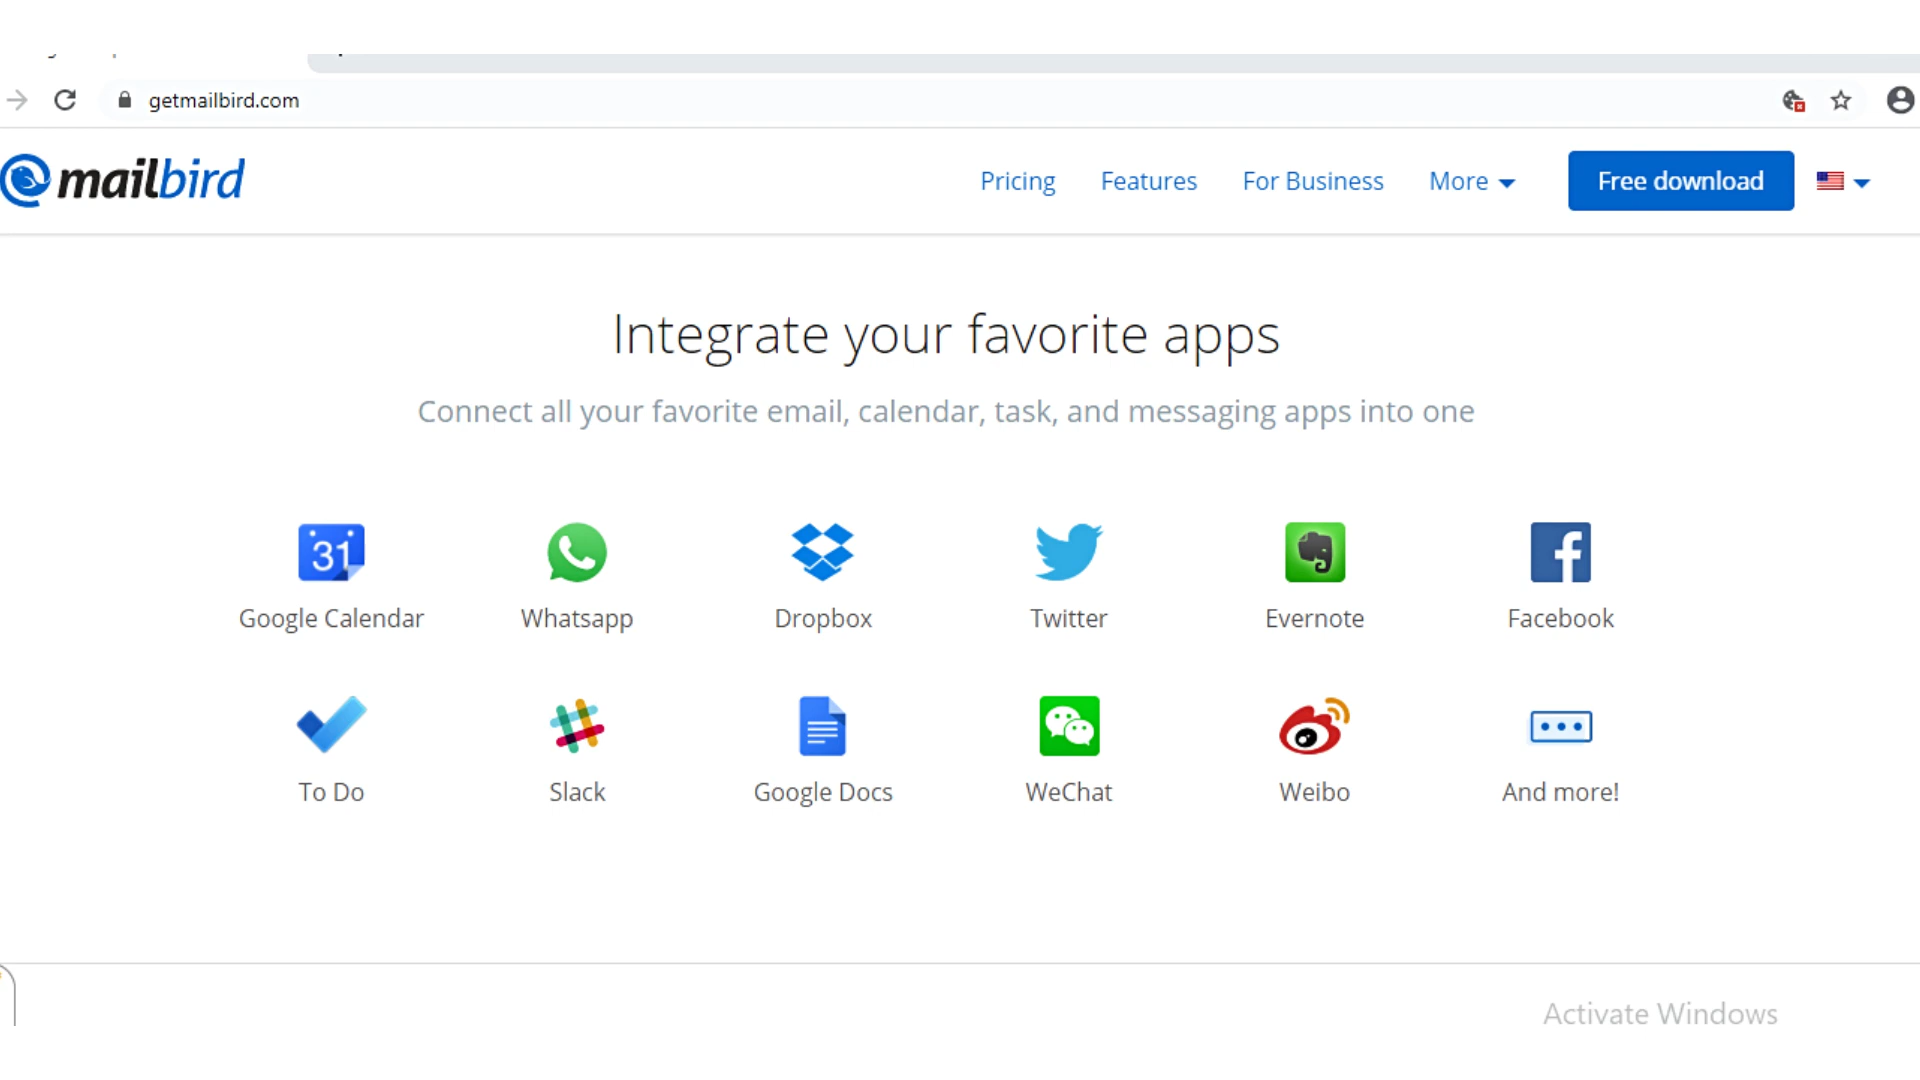 getmailbird.com
mailbird
Pricing Features For Business More Free download
Integrate your favorite apps
Connect all your favorite email, calendar, task, and messaging apps into one
31
Google Calendar Whatsapp Dropbox Twitter Evernote Facebook
To Do Slack Google Docs WeChat Weibo And more!
Activate Windows